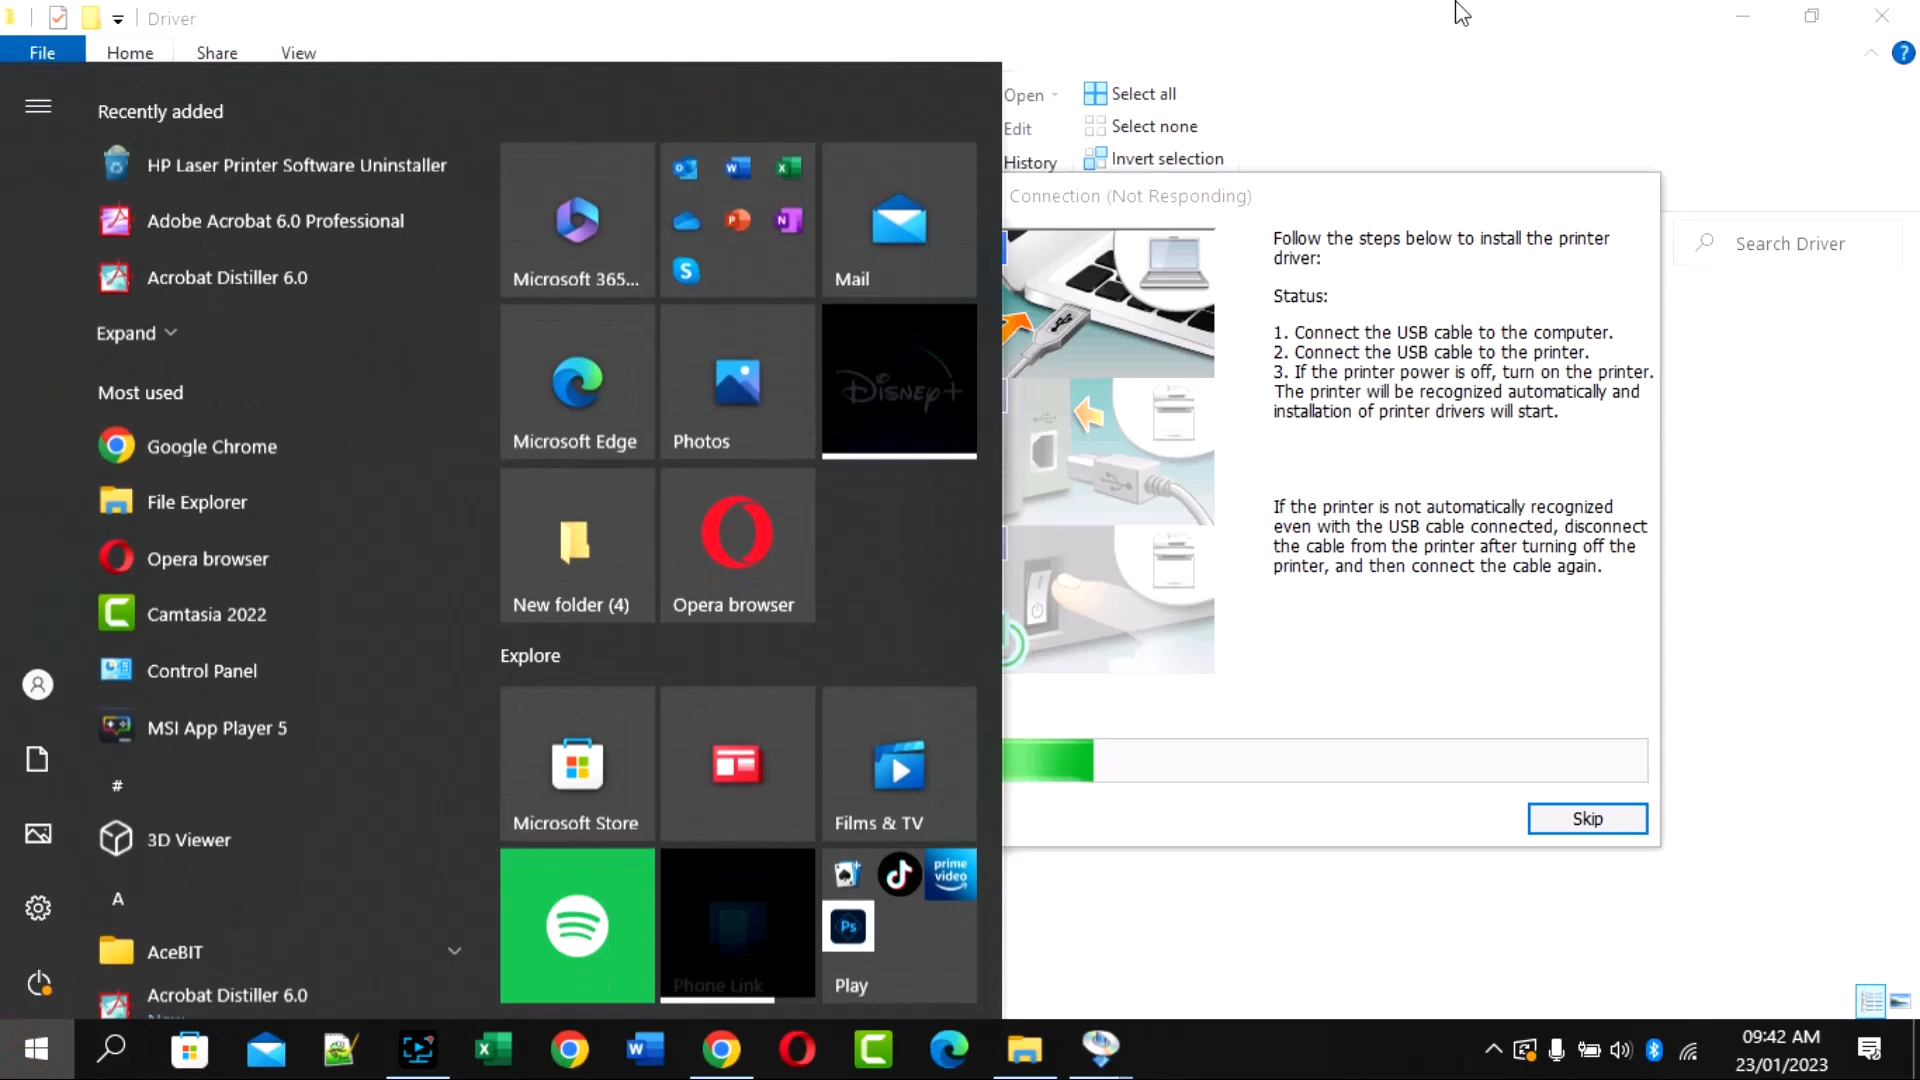 Driver
File
Home
Share
View
Recently added
HP Laser Printer Software Uninstaller
Adobe Acrobat 6.0 Professional
Acrobat Distiller 6.0
Expand
Most used
Google Chrome
File Explorer
Opera browser
Camtasia 2022
Control Panel
MSI App Player 5
#
3D Viewer
A
AceBIT
Acrobat Distiller 6.0
Microsoft 365...
Mail
Microsoft Edge
Photos
Disney+
New folder (4)
Opera browser
Explore
Microsoft Store
Films & TV
Phone Link
prime
video
Ps
Play
Open
Edit
History
Select all
Select none
Invert selection
Connection (Not Responding)
Search Driver
Follow the steps below to install the printer
driver:
Status:
1. Connect the USB cable to the computer.
2. Connect the USB cable to the printer.
3. If the printer power is off, turn on the printer.
The printer will be recognized automatically and
installation of printer drivers will start.
If the printer is not automatically recognized
even with the USB cable connected, disconnect
the cable from the printer after turning off the
printer, and then connect the cable again.
Skip
09:42 AM
23/01/2023